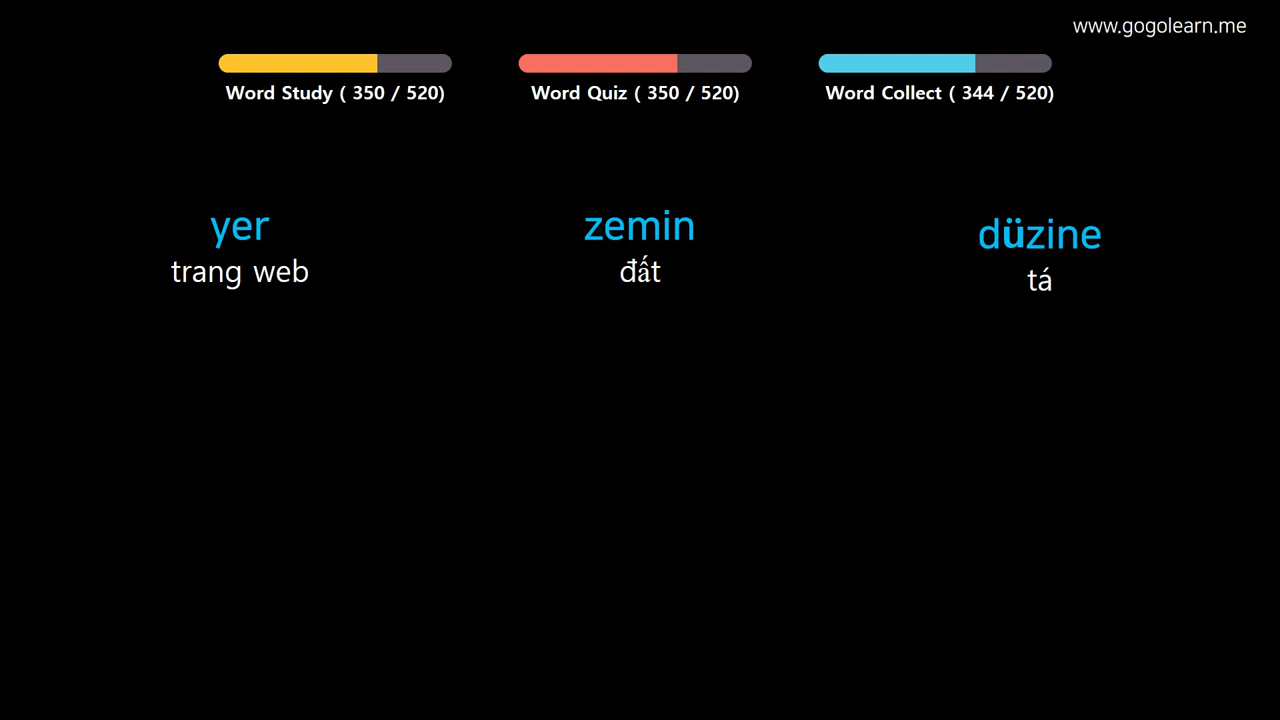 www.gogolearn.me
Word Study ( 350 / 520)
Word Quiz ( 350 / 520)
Word Collect ( 344 / 520)
yer
trang web
zemin
đất
düzine
tá